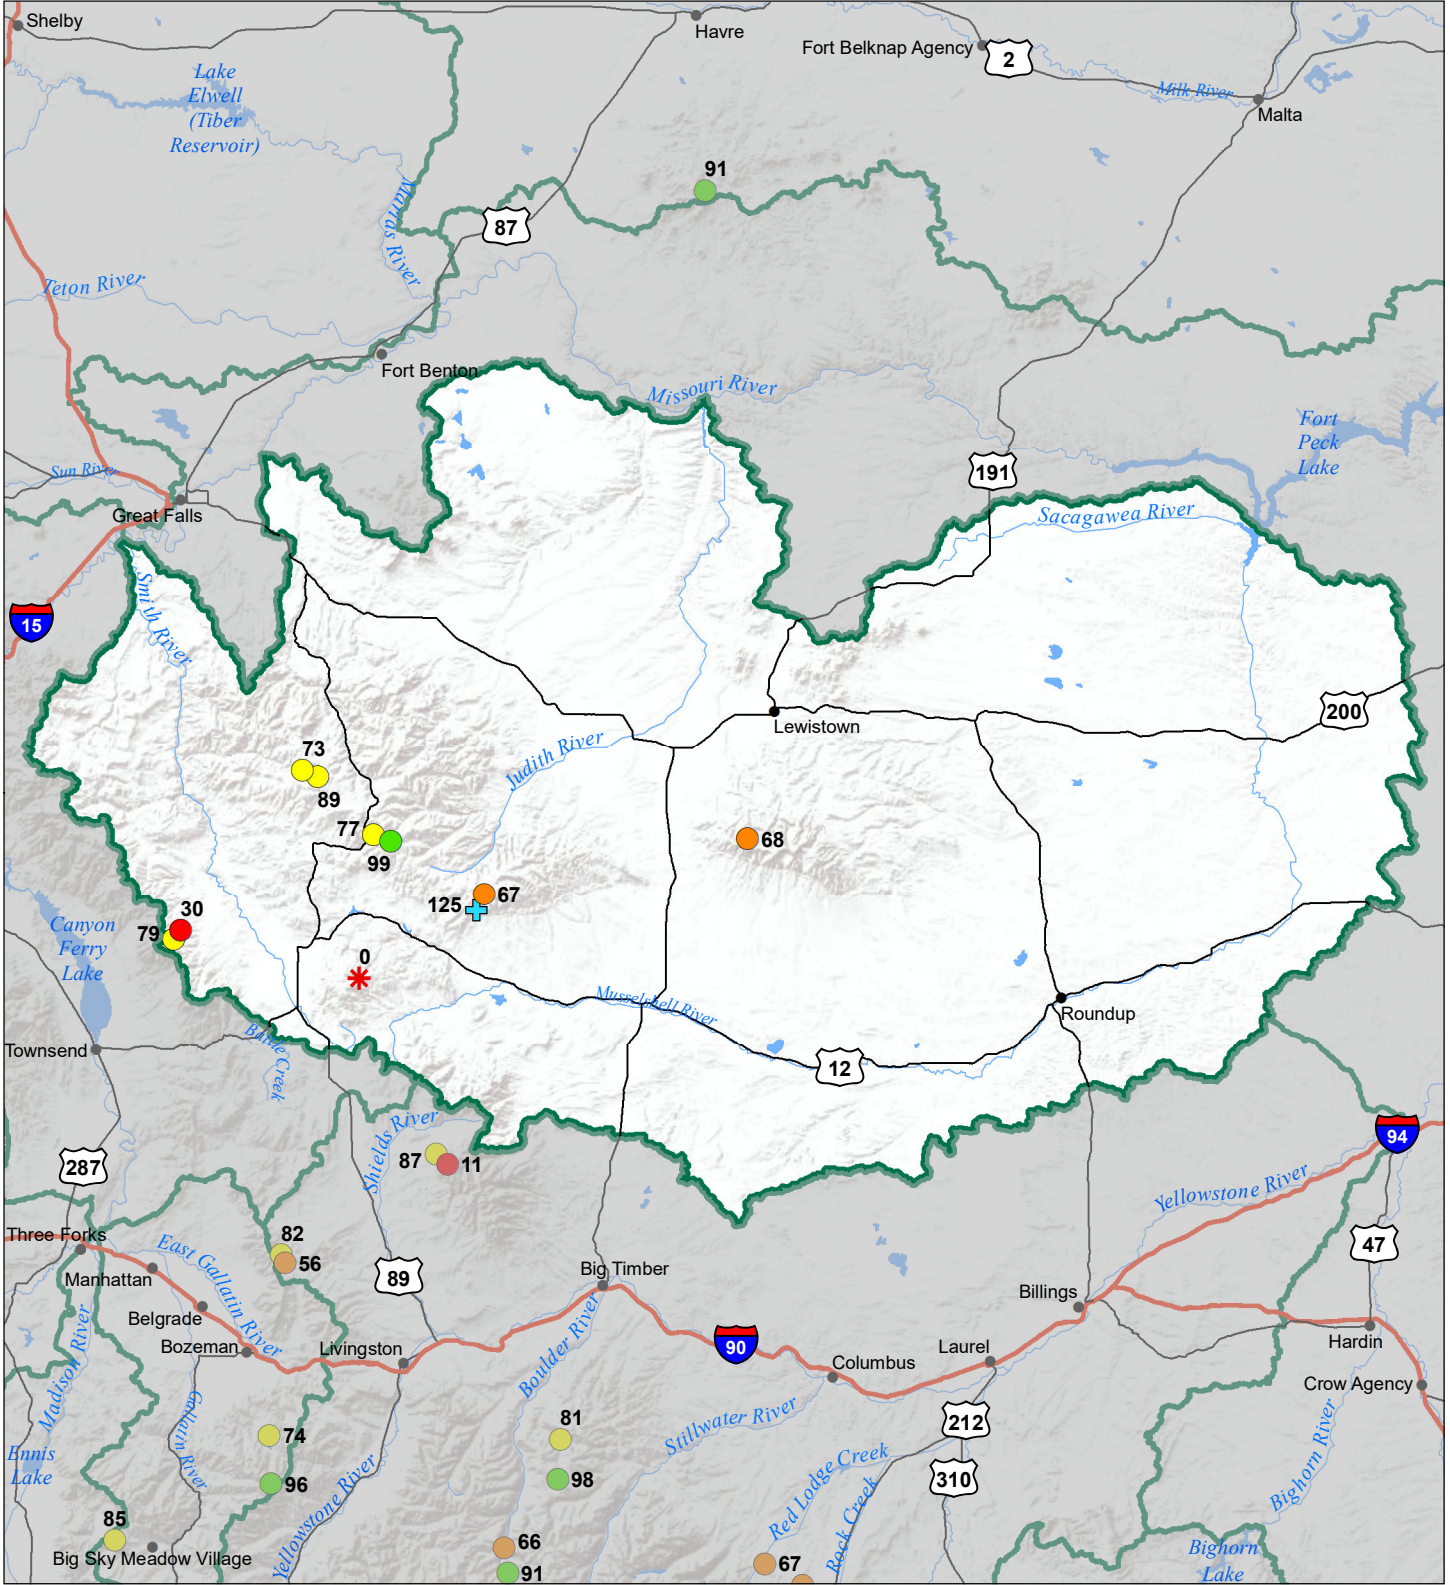 Shelby
Havre
Fort Belknap Agency
2
Lake
Elwell
(Tiber
Reservoir)
Milk River
Malta
91
Marias River
87
Teton River
Fort Benton
Missouri River
Fort
Peck
Lake
Sun River
191
Great Falls
Sacagawea River
Smith River
15
200
Lewistown
Judith River
73
89
77
99
68
67
125
30
79
Canyon
Ferry
Lake
0
Musselshell River
Roundup
Townsend
Battle Creek
12
Shields River
94
287
87
11
Yellowstone River
Three Forks
82
56
East Gallatin River
47
Manhattan
89
Big Timber
Billings
Belgrade
Bozeman
Livingston
90
Columbus
Laurel
Hardin
Madison River
Boulder River
Crow Agency
Gallatin River
81
Stillwater River
212
74
Ennis
Lake
Red Lodge Creek
310
98
96
Bighorn River
Rock Creek
85
66
Yellowstone River
Big Sky Meadow Village
67
91
Bighorn
Lake